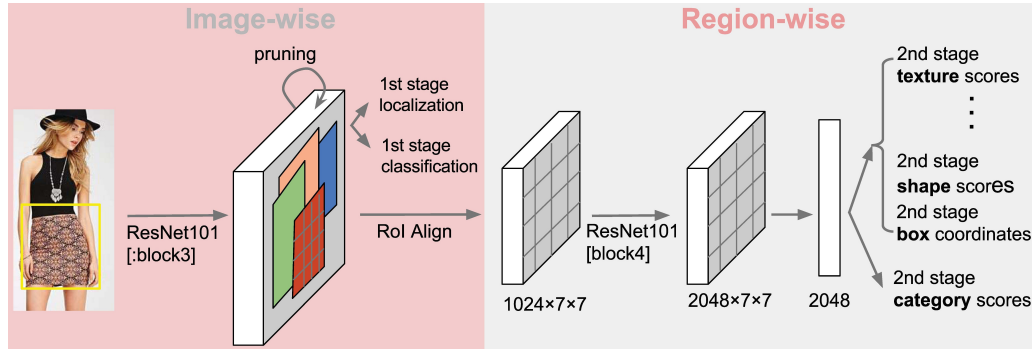 Image-wise
Region-wise
pruning
1st stage
localization
1st stage
classification
ResNet101
[:block3]
RoI Align
1024×7×7
ResNet101
[block4]
2048×7×7
2048
2nd stage
texture scores
2nd stage
shape scores
2nd stage
box coordinates
2nd stage
category scores